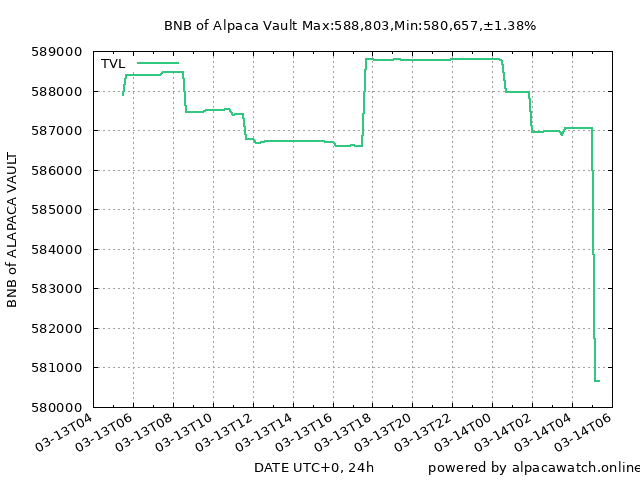 BNB of Alpaca Vault Max:588,803,Min:580,657,±1.38%
TVL
589000
588000
587000
586000
585000
584000
583000
582000
581000
580000
BNB of ALAPACA VAULT
03-13T04
03-13T06
03-13T08
03-13T10
03-13T12
03-13T14
03-13T16
03-13T18
03-13T20
03-13T22
03-14T00
03-14T02
03-14T04
03-14T06
DATE UTC+0, 24h
powered by alpacawatch.online